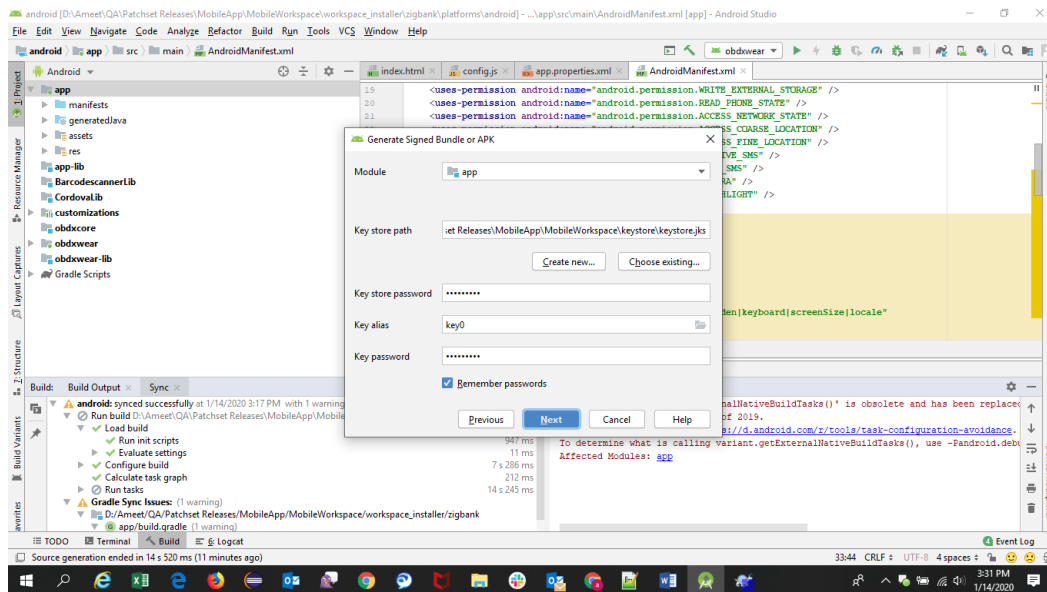 android [D:\Ameet\QA\Patchset Releases\MobileApp\MobileWorkspace\workspace_installer\zigbank\platforms\android] - ...\app\src\main\AndroidManifest.xml [app] - Android Studio
File Edit View Navigate Code Analyze Refactor Build Run Tools VCS Window Help
android app src main AndroidManifest.xml
obdxwear
Android
index.html
config.js
app.properties.xml
AndroidManifest.xml
1: Project
Resource Manager
Layout Captures
Z: Structure
Build Variants
app
manifests
generatedJava
assets
res
app-lib
BarcodescannerLib
CordovaLib
customizations
obdxcore
obdxwear
obdxwear-lib
Gradle Scripts
19 <uses-permission android:name="android.permission.WRITE_EXTERNAL_STORAGE" />
20 <uses-permission android:name="android.permission.READ_PHONE_STATE" />
21 <uses-permission android:name="android.permission.ACCESS_NETWORK_STATE" />
SS_COARSE_LOCATION" />
SS_FINE_LOCATION" />
IVE_SMS" />
_SMS" />
RA" />
HLIGHT" />
den|keyboard|screenSize|locale"
Generate Signed Bundle or APK
Module
app
Key store path
:et Releases\MobileApp\MobileWorkspace\keystore\keystore.jks
Create new...
Choose existing...
Key store password
•••••••••
Key alias
key0
Key password
•••••••••
Remember passwords
Previous
Next
Cancel
Help
Build: Build Output Sync
android: synced successfully at 1/14/2020 3:17 PM with 1 warning
Run build D:\Ameet\QA\Patchset Releases\MobileApp\Mobile
Load build
Run init scripts 947 ms
Evaluate settings 11 ms
Configure build 7 s 286 ms
Calculate task graph 212 ms
Run tasks 14 s 245 ms
Gradle Sync Issues: (1 warning)
D:/Ameet/QA/Patchset Releases/MobileApp/MobileWorkspace/workspace_installer/zigbank
app/build.gradle (1 warning)
nalNativeBuildTasks()' is obsolete and has been replaced
of 2019.
s://d.android.com/r/tools/task-configuration-avoidance.
To determine what is calling variant.getExternalNativeBuildTasks(), use -Pandroid.debu
Affected Modules: app
TODO Terminal Build 6: Logcat
4 Event Log
Source generation ended in 14 s 520 ms (11 minutes ago)
33:44 CRLF UTF-8 4 spaces
3:31 PM
1/14/2020